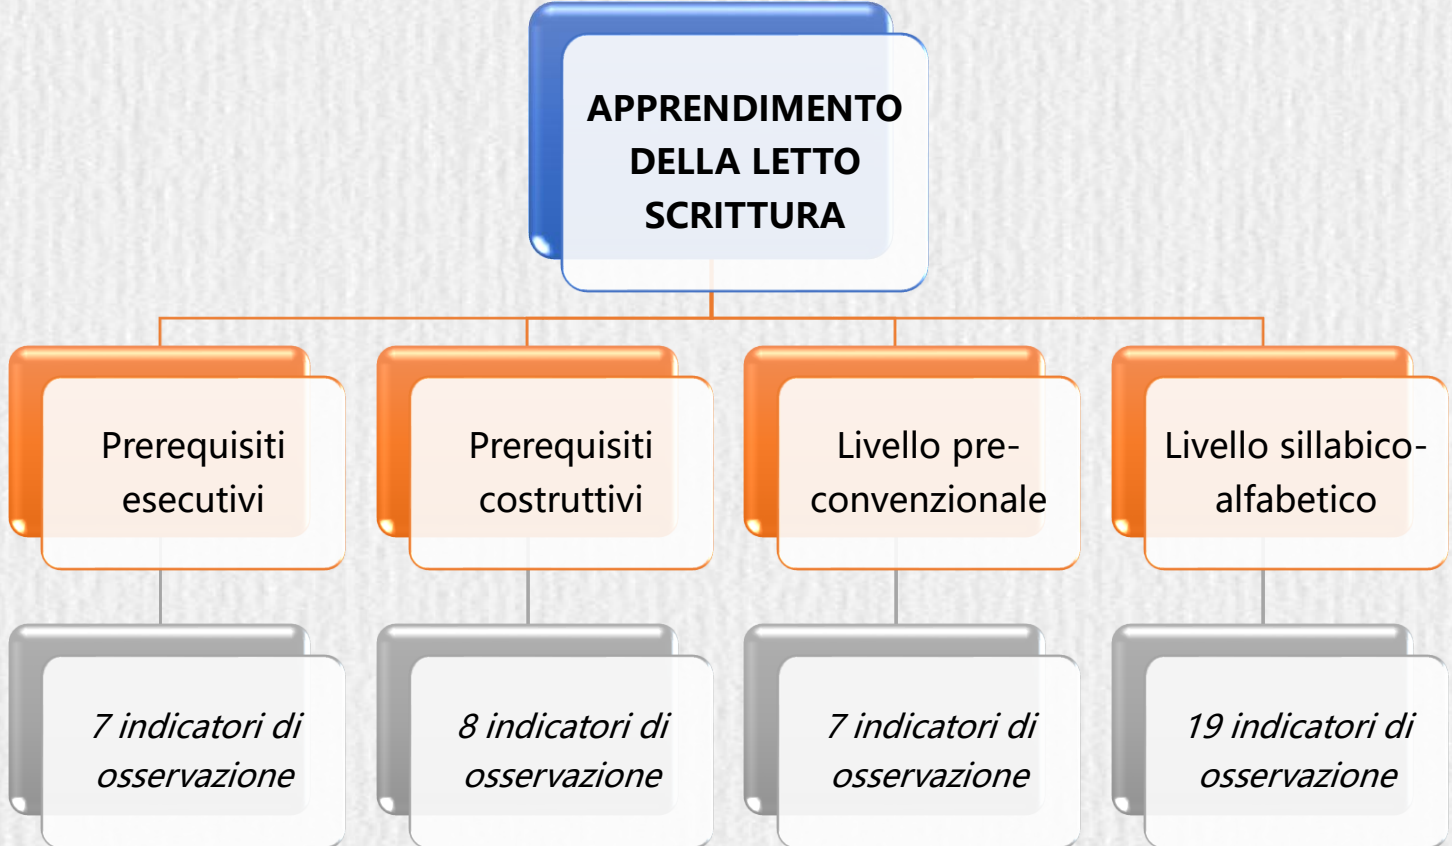 APPRENDIMENTO
DELLA LETTO
SCRITTURA
Prerequisiti
esecutivi
Prerequisiti
costruttivi
Livello pre-
convenzionale
Livello sillabico-
alfabetico
7 indicatori di
osservazione
8 indicatori di
osservazione
7 indicatori di
osservazione
19 indicatori di
osservazione